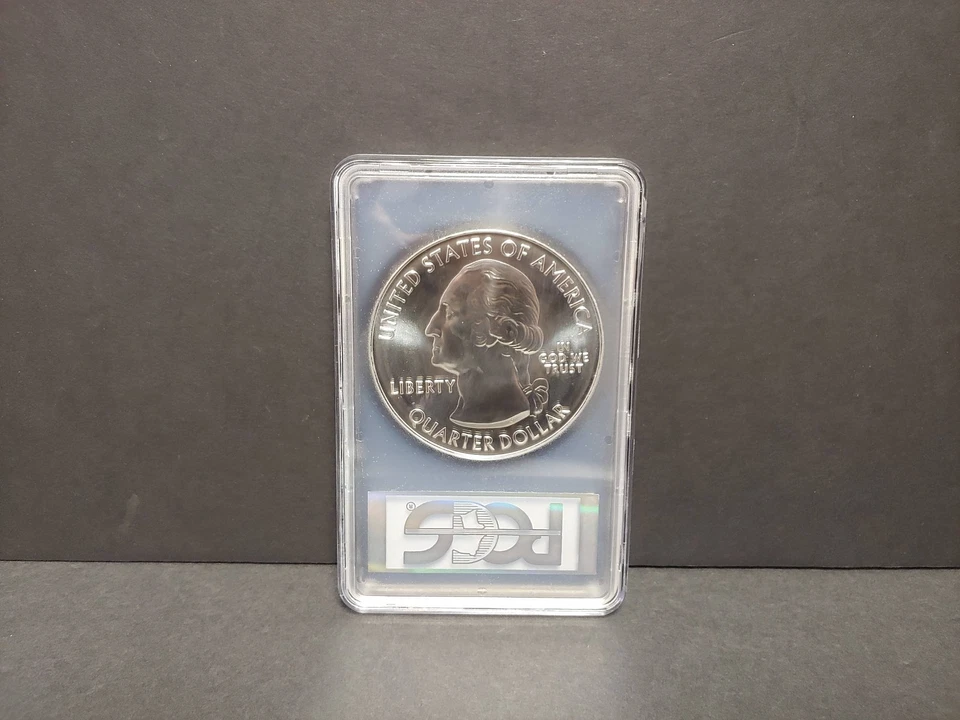 UNITED STATES OF AMERICA
IN
GOD WE
TRUST
LIBERTY
QUARTER DOLLAR
PCGS®